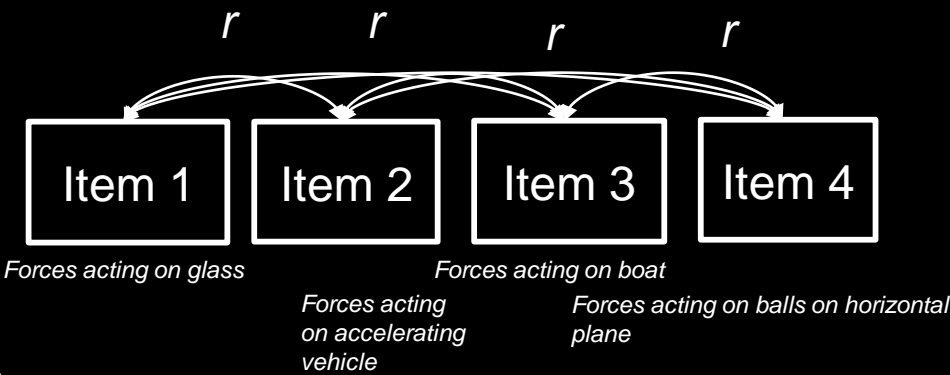 r r r r
Item 1 Item 2 Item 3 Item 4
Forces acting on glass
Forces acting on boat
Forces acting
on accelerating
vehicle
Forces acting on balls on horizontal
plane